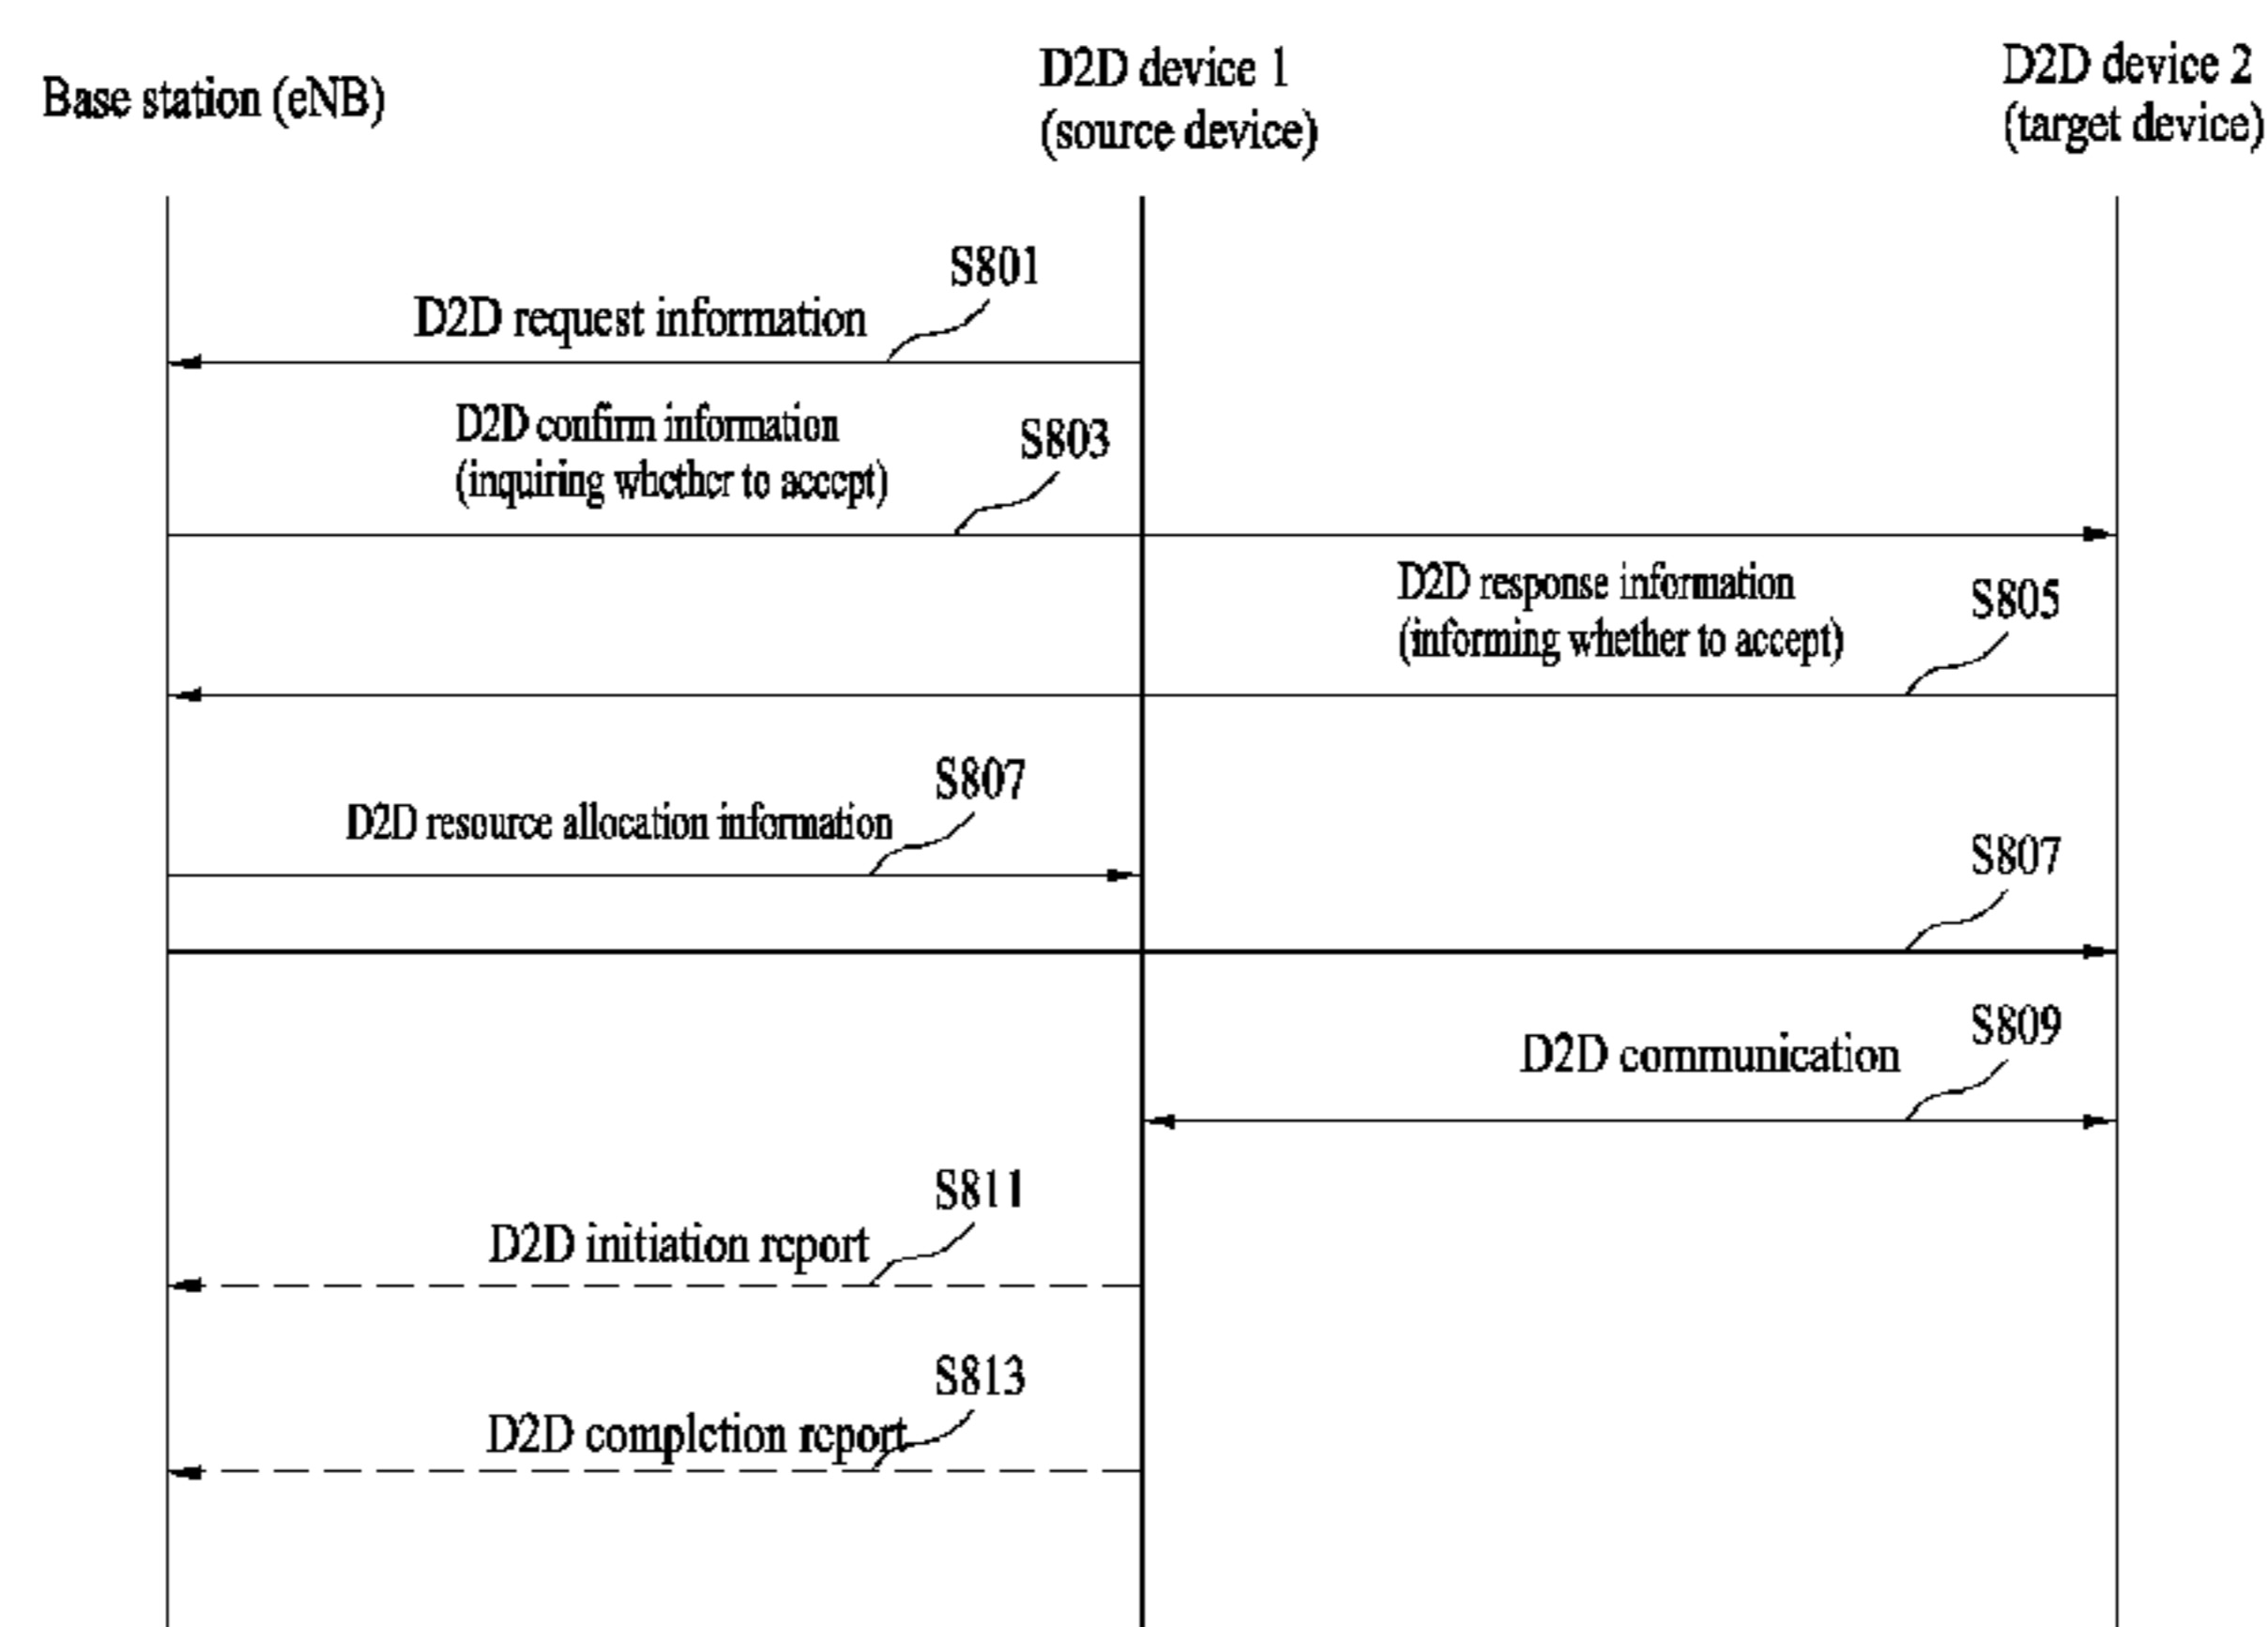 Base station (eNB)
D2D device 1
(source device)
D2D device 2
(target device)
S801
D2D request information
D2D confirm information
(inquiring whether to accept)
S803
D2D response information
(informing whether to accept)
S805
S807
D2D resource allocation information
S807
S809
D2D communication
S811
D2D initiation report
S813
D2D completion report